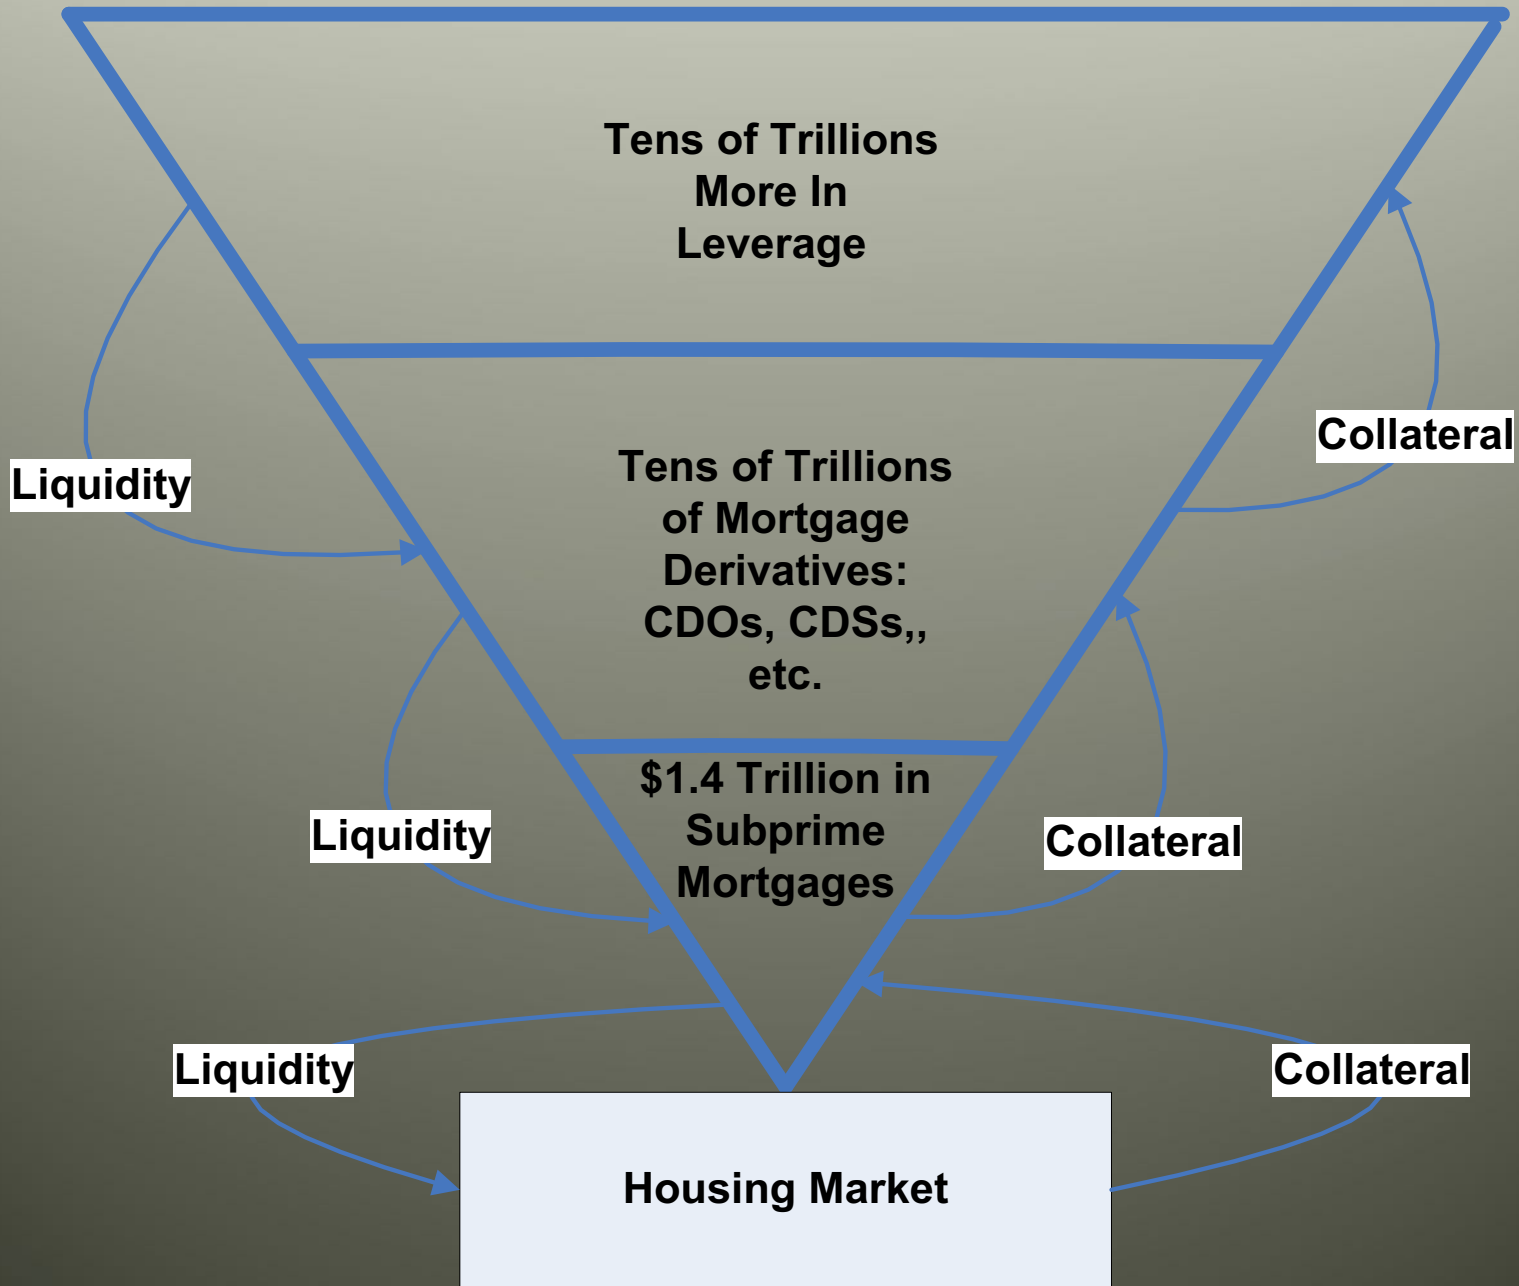 Tens of Trillions
More In
Leverage
Collateral
Liquidity
Tens of Trillions
of Mortgage
Derivatives:
CDOs, CDSs,,
etc.
$1.4 Trillion in
Subprime
Mortgages
Liquidity
Collateral
Liquidity
Collateral
Housing Market